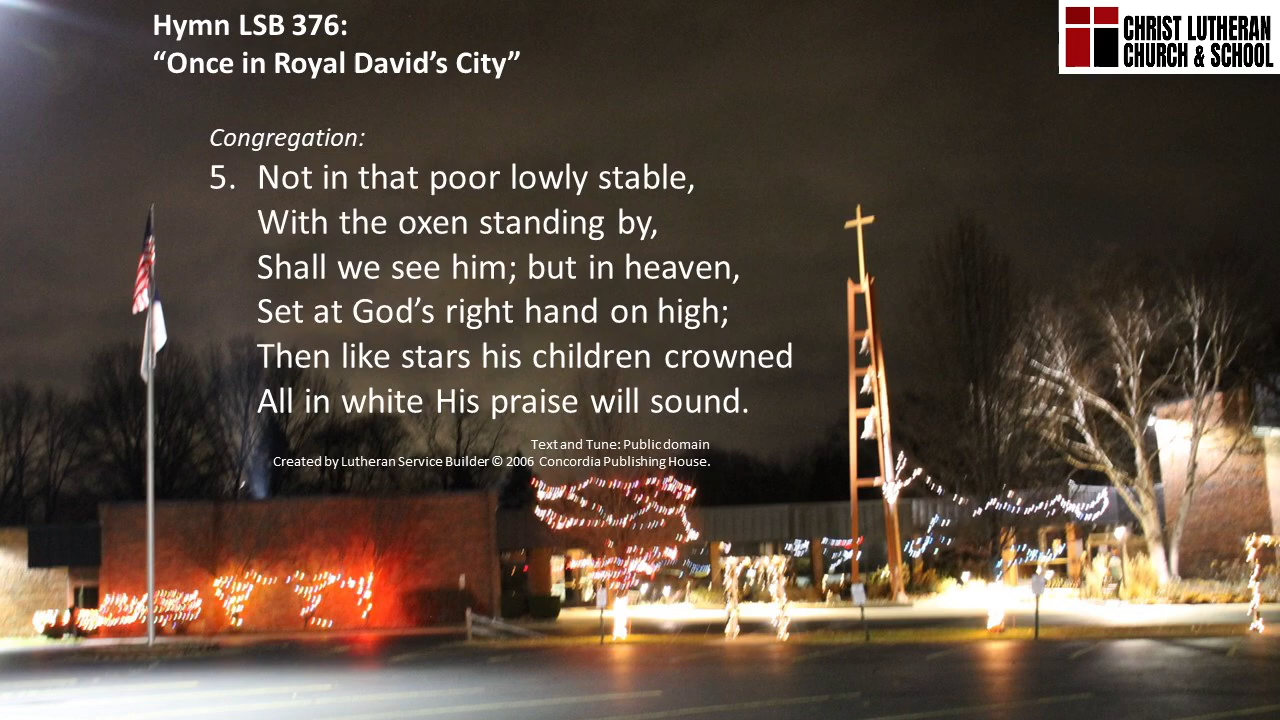 Hymn LSB 376:
“Once in Royal David’s City”
CHRIST LUTHERAN
CHURCH & SCHOOL
Congregation:
5. Not in that poor lowly stable,
With the oxen standing by,
Shall we see him; but in heaven,
Set at God’s right hand on high;
Then like stars his children crowned
All in white His praise will sound.
Text and Tune: Public domain
Created by Lutheran Service Builder © 2006 Concordia Publishing House.